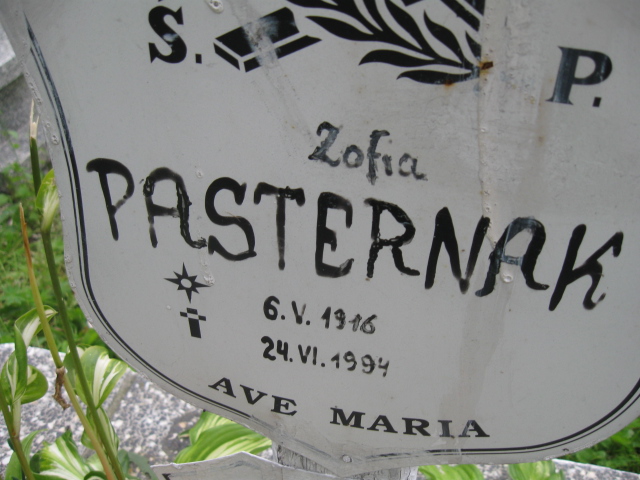 Ś. P.
Zofia
PASTERNAK
6.V.1916
24.VI.1994
AVE MARIA